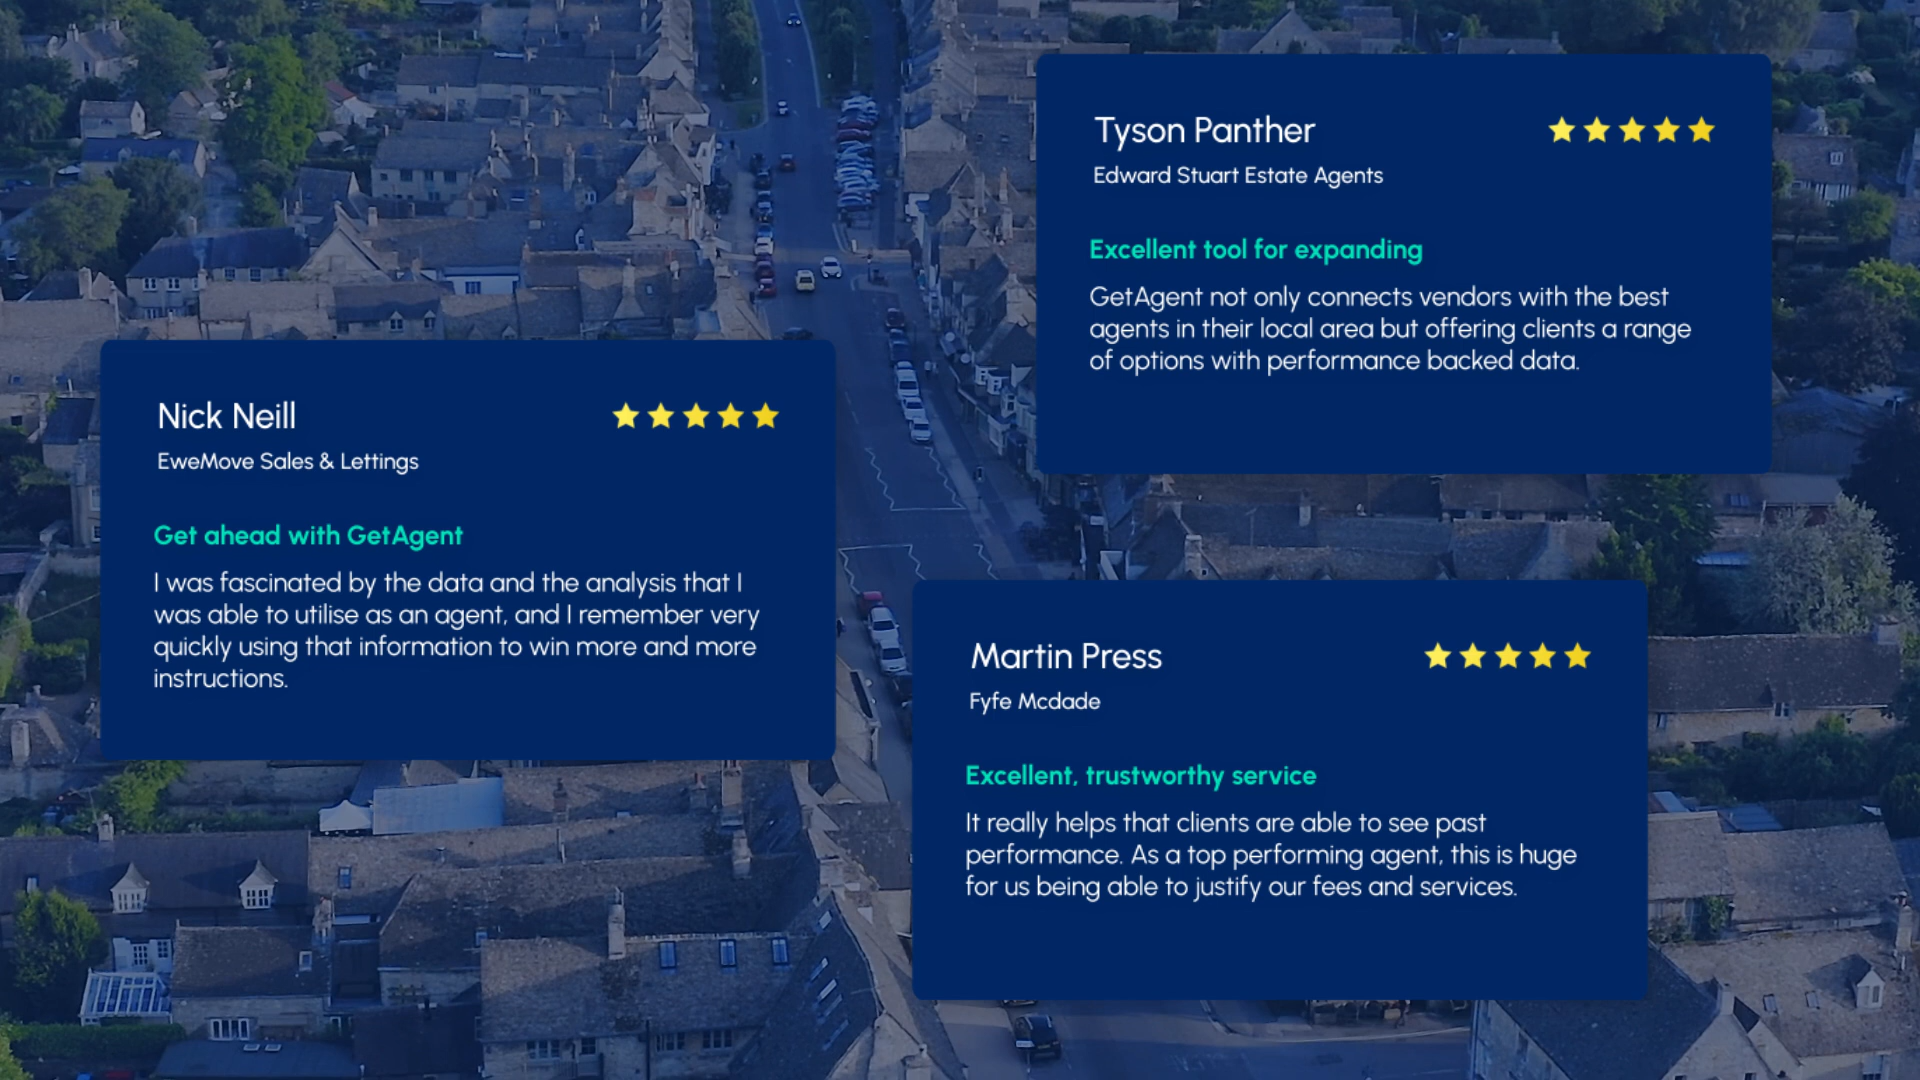 Tyson Panther
Edward Stuart Estate Agents
Excellent tool for expanding
GetAgent not only connects vendors with the best
agents in their local area but offering clients a range
of options with performance backed data.
Nick Neill
EweMove Sales & Lettings
Get ahead with GetAgent
I was fascinated by the data and the analysis that I
was able to utilise as an agent, and I remember very
quickly using that information to win more and more
instructions.
Martin Press
Fyfe Mcdade
Excellent, trustworthy service
It really helps that clients are able to see past
performance. As a top performing agent, this is huge
for us being able to justify our fees and services.